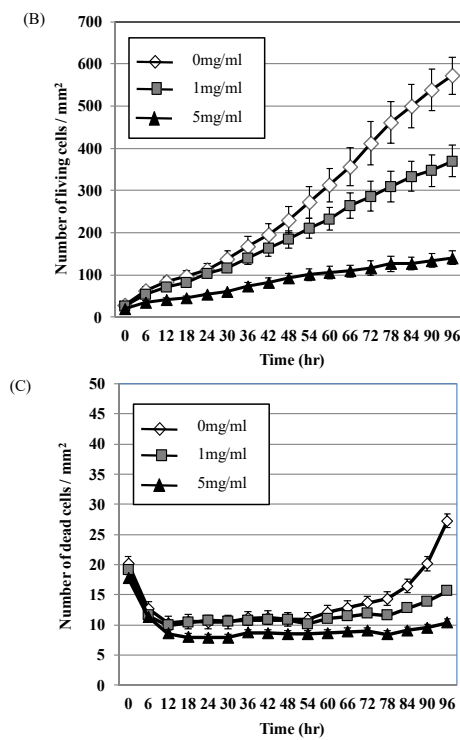 (B)
Number of living cells / mm²
700
600
500
400
300
200
100
0
0mg/ml
1mg/ml
5mg/ml
0 6 12 18 24 30 36 42 48 54 60 66 72 78 84 90 96
Time (hr)
(C)
Number of dead cells / mm²
50
45
40
35
30
25
20
15
10
5
0
0mg/ml
1mg/ml
5mg/ml
0 6 12 18 24 30 36 42 48 54 60 66 72 78 84 90 96
Time (hr)